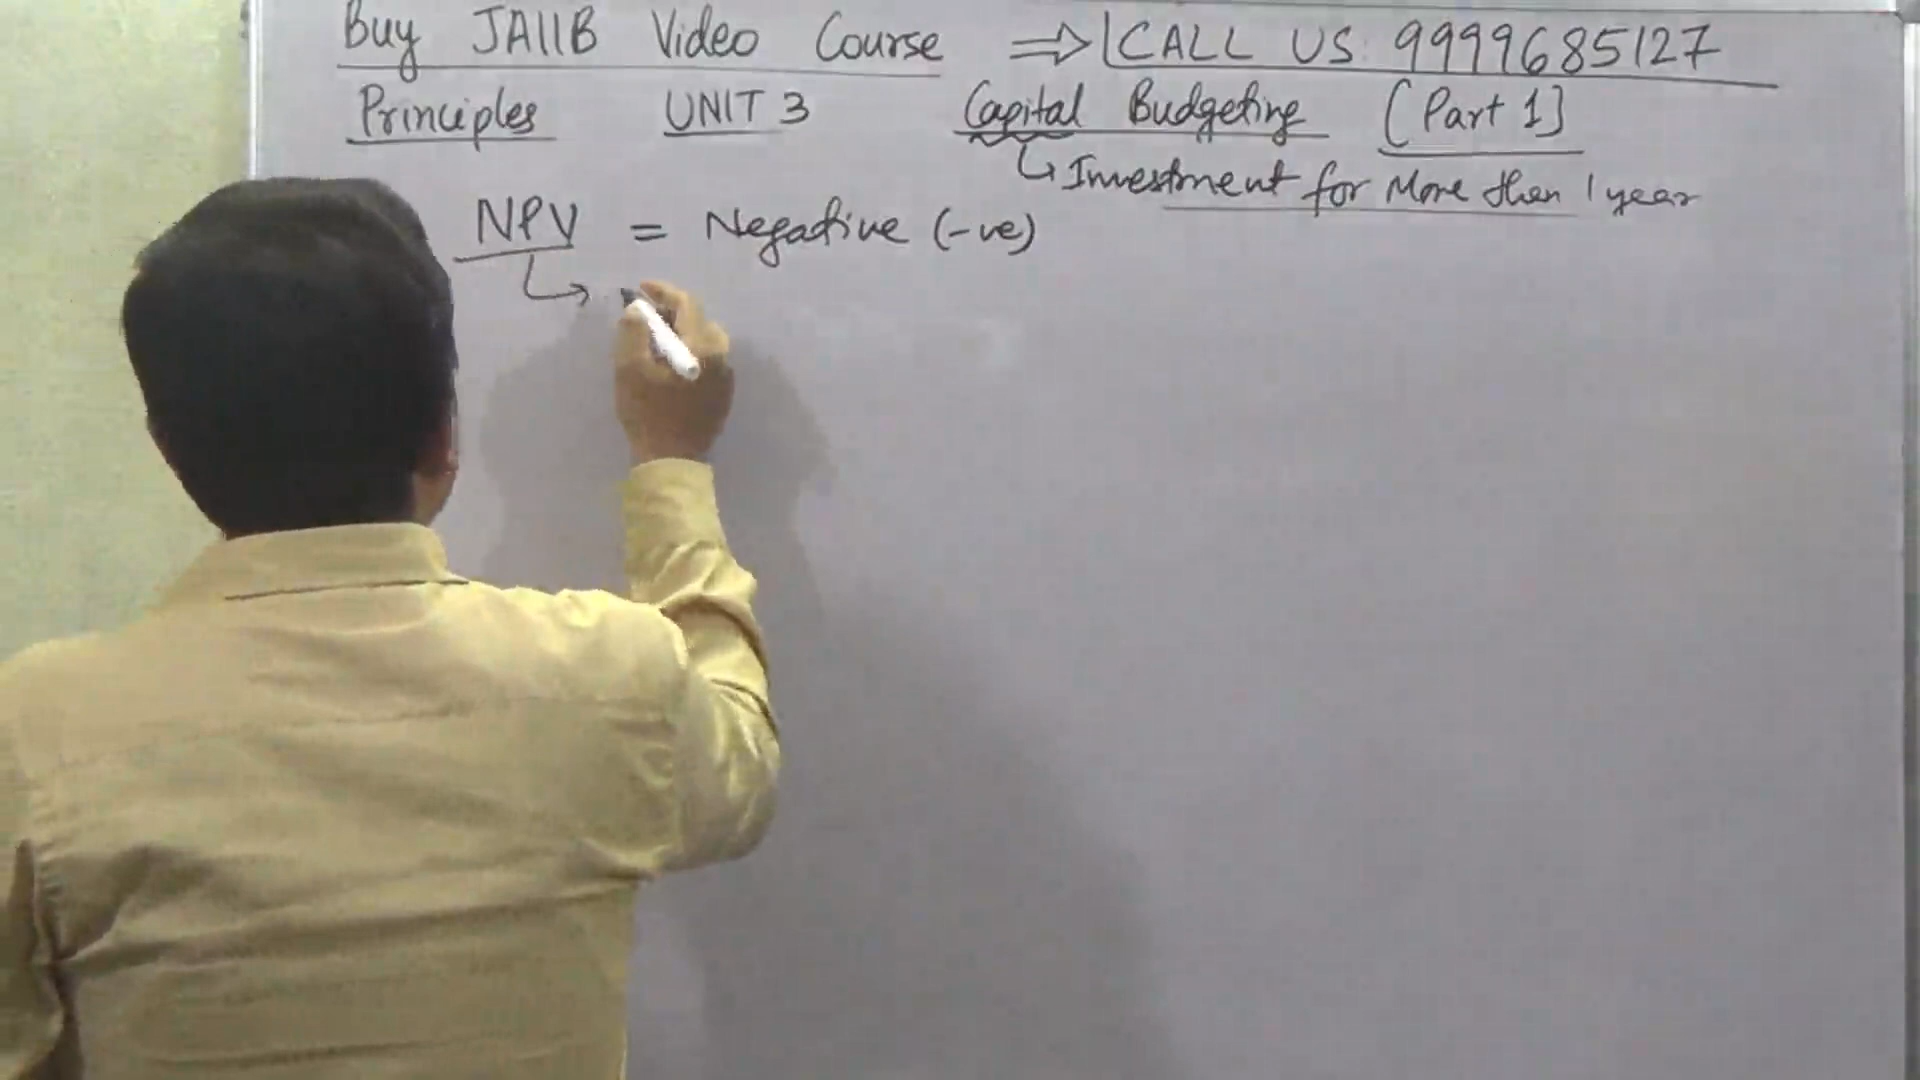 Buy JAIIB Video Course ⇒ CALL US: 9999685127
Principles UNIT 3 Capital Budgeting [Part 1]
↳ Investment for More then 1 year
NPV = Negative (-ve)
↳